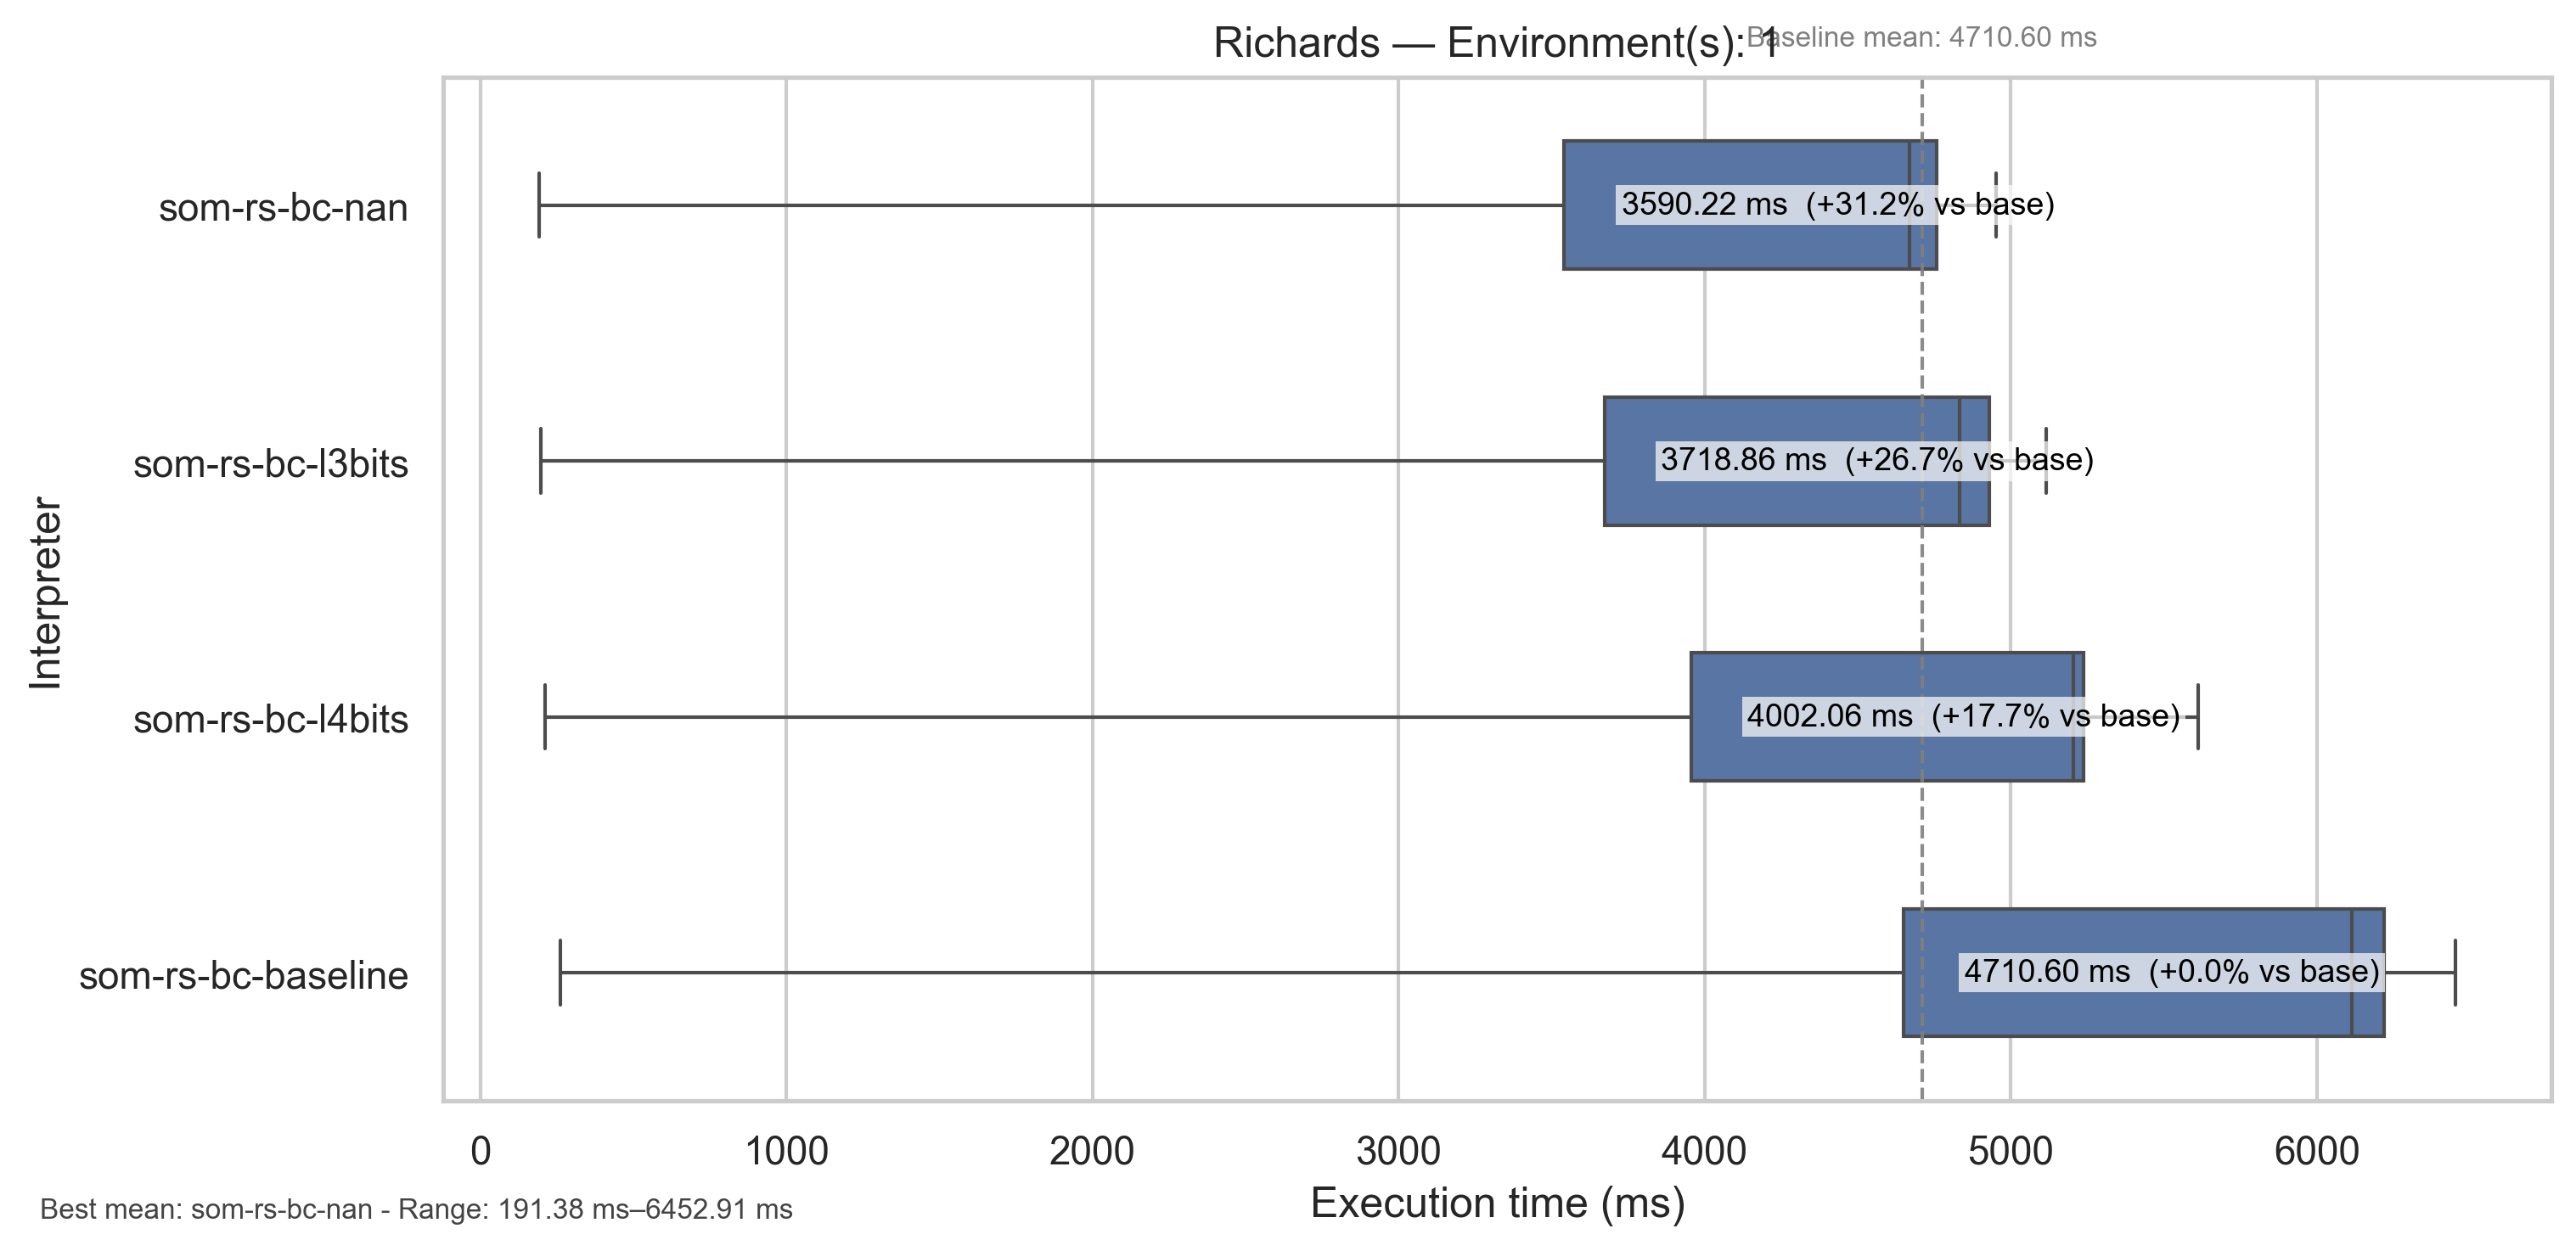 Richards — Environment(s): 1
Baseline mean: 4710.60 ms
Interpreter
som-rs-bc-nan
3590.22 ms (+31.2% vs base)
som-rs-bc-l3bits
3718.86 ms (+26.7% vs base)
som-rs-bc-l4bits
4002.06 ms (+17.7% vs base)
som-rs-bc-baseline
4710.60 ms (+0.0% vs base)
0 1000 2000 3000 4000 5000 6000
Execution time (ms)
Best mean: som-rs-bc-nan - Range: 191.38 ms–6452.91 ms